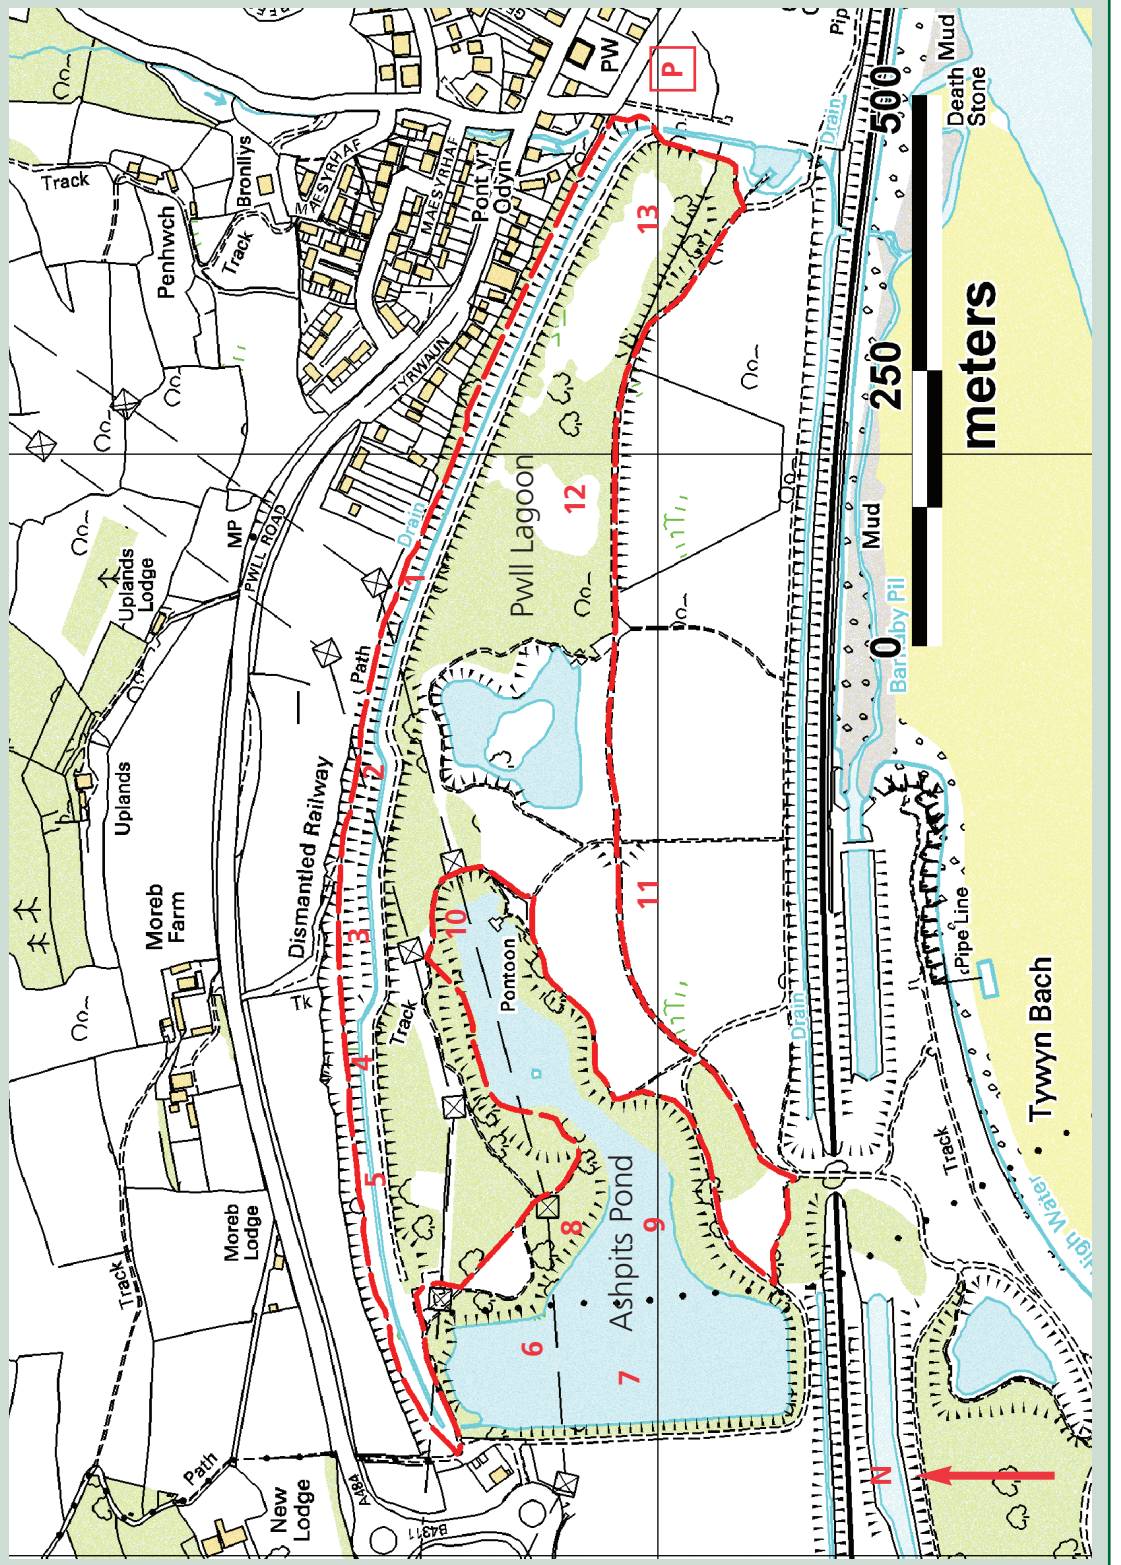 PW
P
Pip
Mud
Death
Stone
500
Drain
Track
Bronllys
MAESYRHAF
MAESYRHAF
Pont yr
Odyn
Penhwch
Track
13
TYRWAUN
250
meters
MP
PWLL ROAD
Drain
12
Pwll Lagoon
Mud
Uplands
Lodge
1
Path
Barnaby Pil
0
Uplands
2
Dismantled Railway
Moreb
Farm
3
10
11
Pipe Line
Pontoon
Tk
Track
Drain
4
Tywyn Bach
5
Moreb
Lodge
8
9
Ashpits Pond
Track
High Water
Track
6
7
Path
New
Lodge
A484
B4311
N